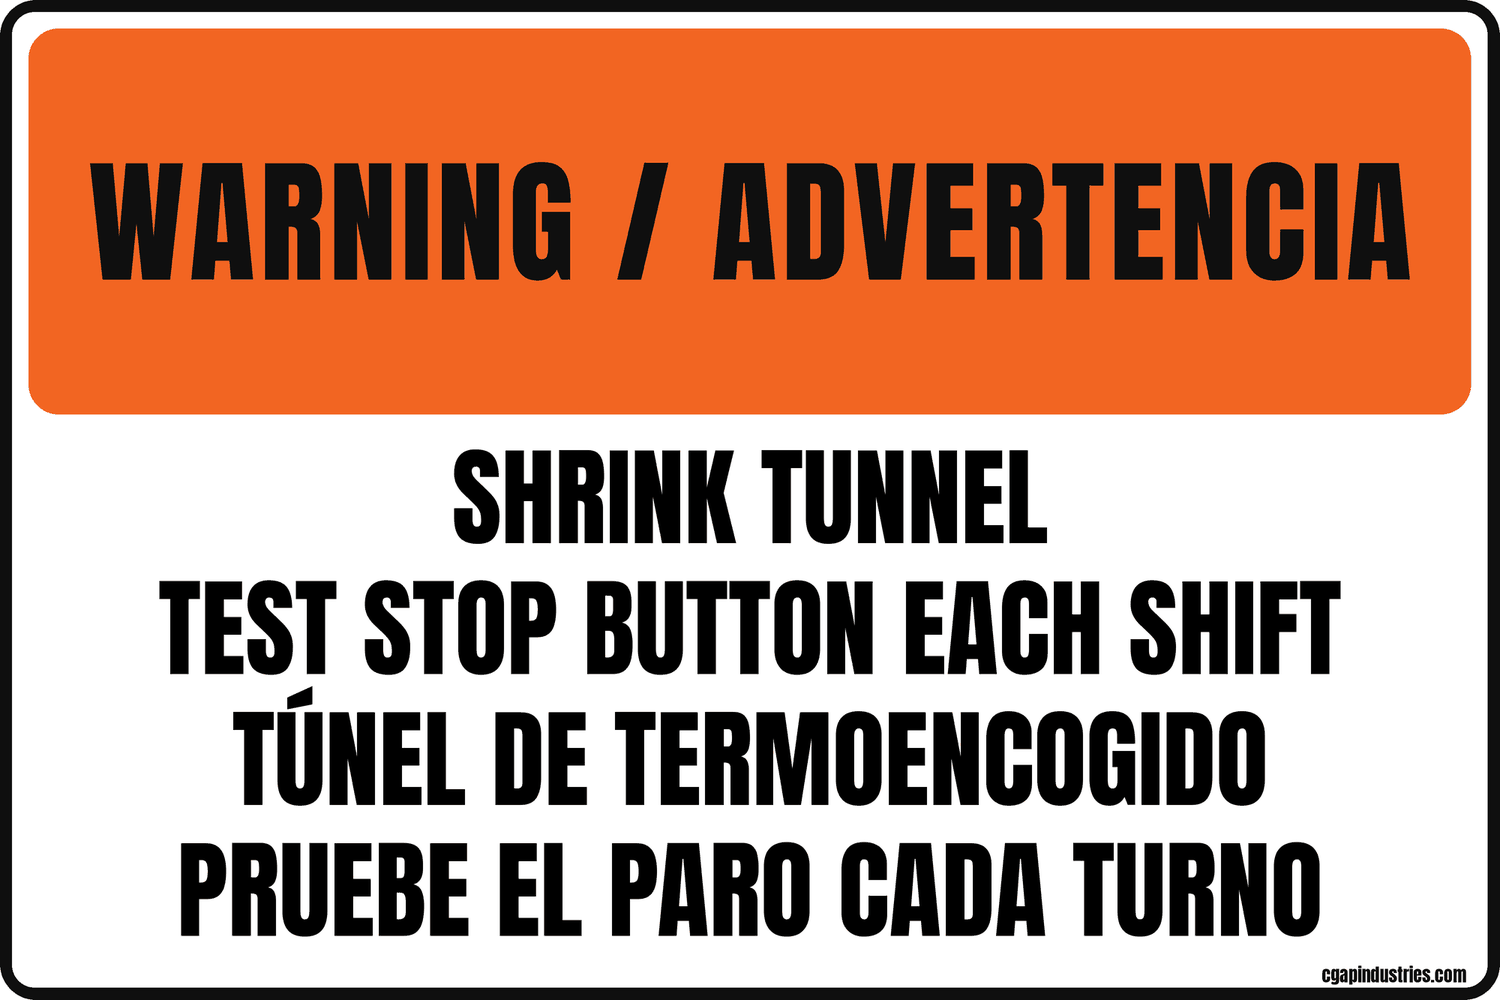 WARNING / ADVERTENCIA
SHRINK TUNNEL
TEST STOP BUTTON EACH SHIFT
TÚNEL DE TERMOENCOGIDO
PRUEBE EL PARO CADA TURNO
cgapindustries.com